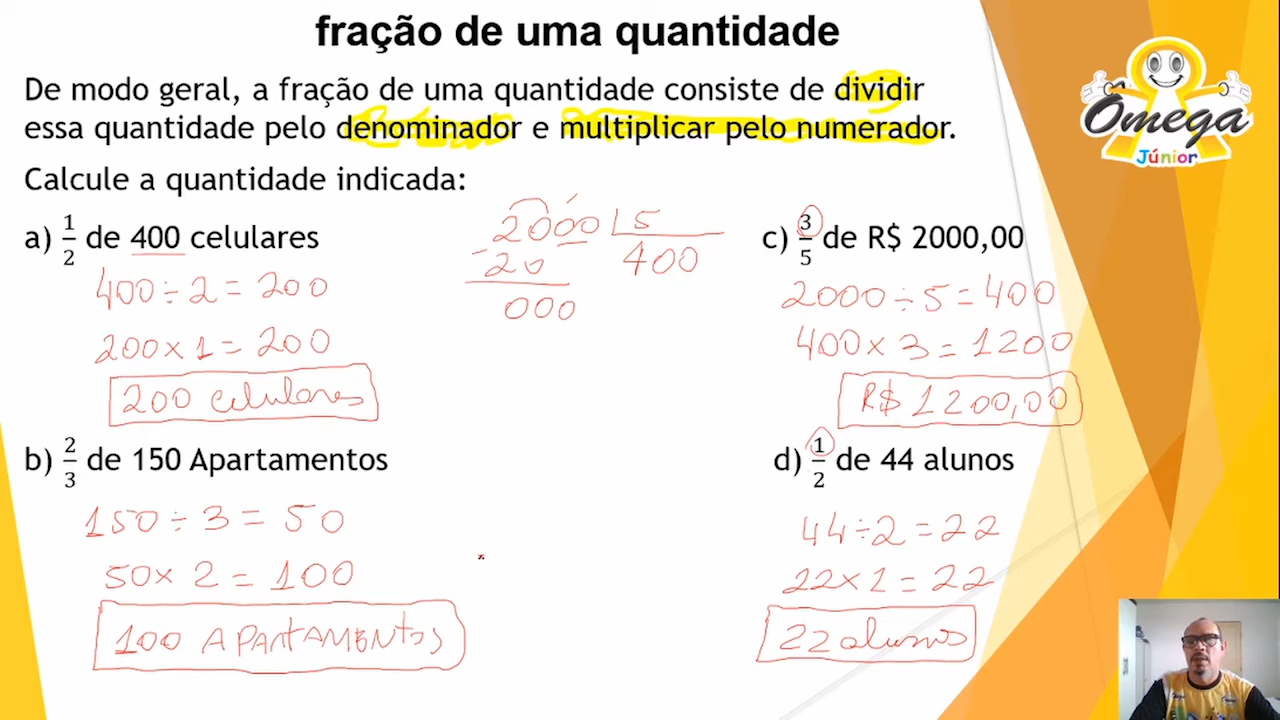 fração de uma quantidade
De modo geral, a fração de uma quantidade consiste de dividir
essa quantidade pelo denominador e multiplicar pelo numerador.
Calcule a quantidade indicada:
a) 1/2 de 400 celulares
400 ÷ 2 = 200
200 x 1 = 200
200 celulares
2000 | 5
- 20 400
000
b) 2/3 de 150 Apartamentos
150 ÷ 3 = 50
50 x 2 = 100
100 APARTAMENTOS
c) 3/5 de R$ 2000,00
2000 ÷ 5 = 400
400 x 3 = 1200
R$ 1200,00
d) 1/2 de 44 alunos
44 ÷ 2 = 22
22 x 1 = 22
22 alunos
Ômega
Júnior